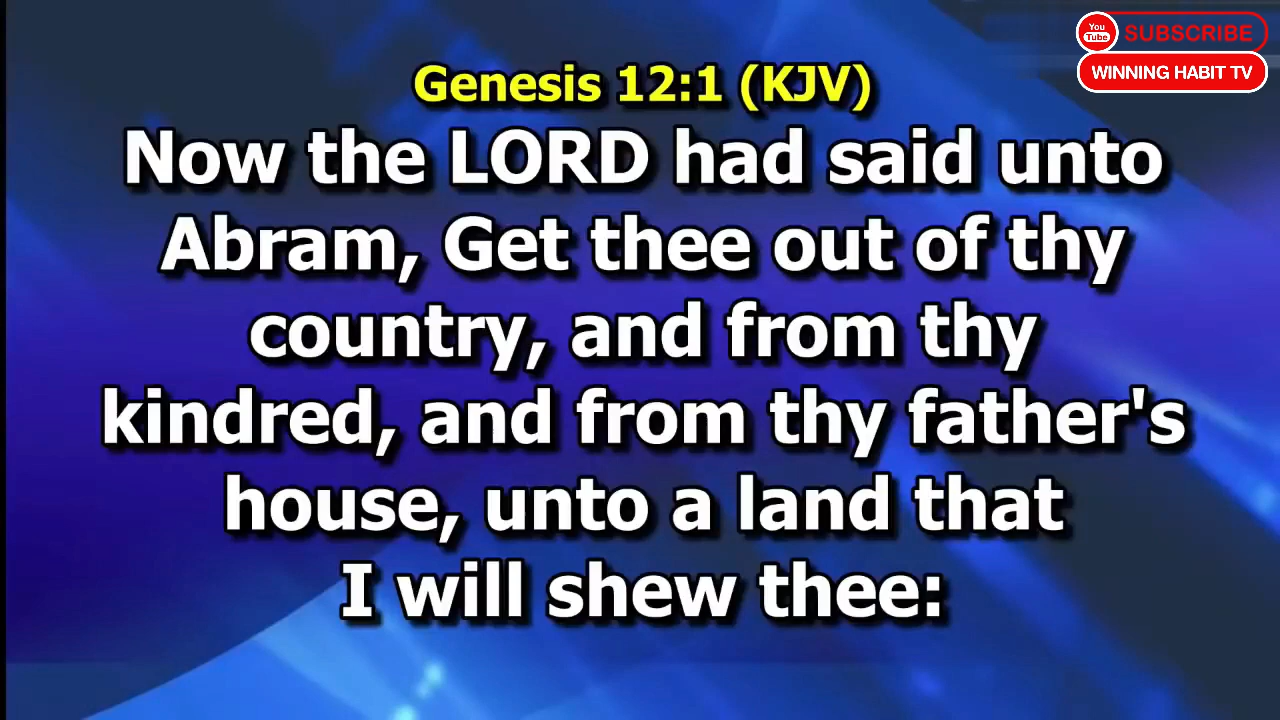 You
Tube
SUBSCRIBE
WINNING HABIT TV
Genesis 12:1 (KJV)
Now the LORD had said unto
Abram, Get thee out of thy
country, and from thy
kindred, and from thy father's
house, unto a land that
I will shew thee: